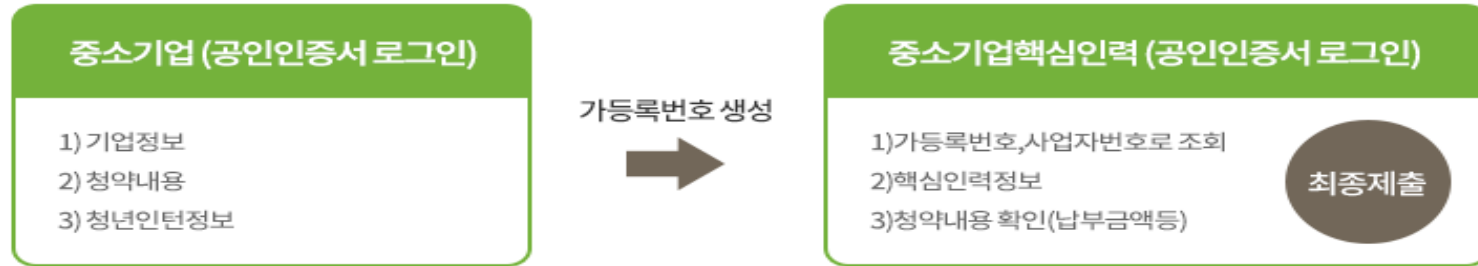 중소기업 (공인인증서 로그인)
1) 기업정보
2) 청약내용
3) 청년인턴정보
가등록번호 생성
중소기업핵심인력 (공인인증서 로그인)
1)가등록번호,사업자번호로 조회
2)핵심인력정보
3)청약내용 확인(납부금액등)
최종제출